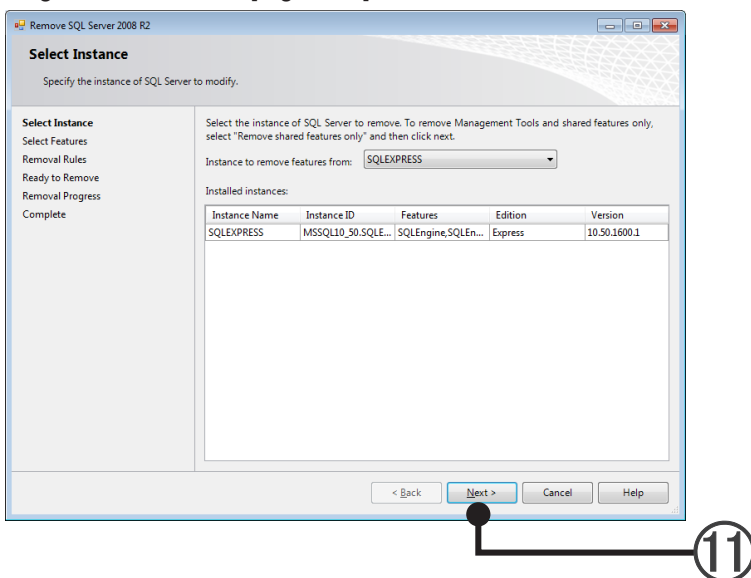 Remove SQL Server 2008 R2
Select Instance
Specify the instance of SQL Server to modify.
Select Instance
Select Features
Removal Rules
Ready to Remove
Removal Progress
Complete
Select the instance of SQL Server to remove. To remove Management Tools and shared features only,
select "Remove shared features only" and then click next.
Instance to remove features from: SQLEXPRESS
Installed instances:
Instance Name Instance ID Features Edition Version
SQLEXPRESS MSSQL10_50.SQLE... SQLEngine,SQLEn... Express 10.50.1600.1
< Back Next > Cancel Help
11